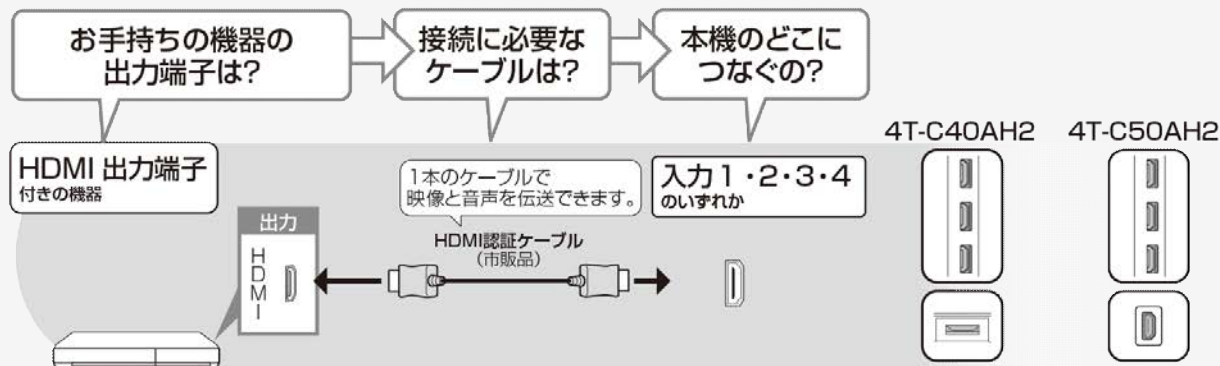 お手持ちの機器の
出力端子は?
接続に必要な
ケーブルは?
本機のどこに
つなぐの?
4T-C40AH2
4T-C50AH2
HDMI 出力端子
付きの機器
1本のケーブルで
映像と音声を伝送できます。
入力1・2・3・4
のいずれか
出力
HDMI
HDMI認証ケーブル
(市販品)